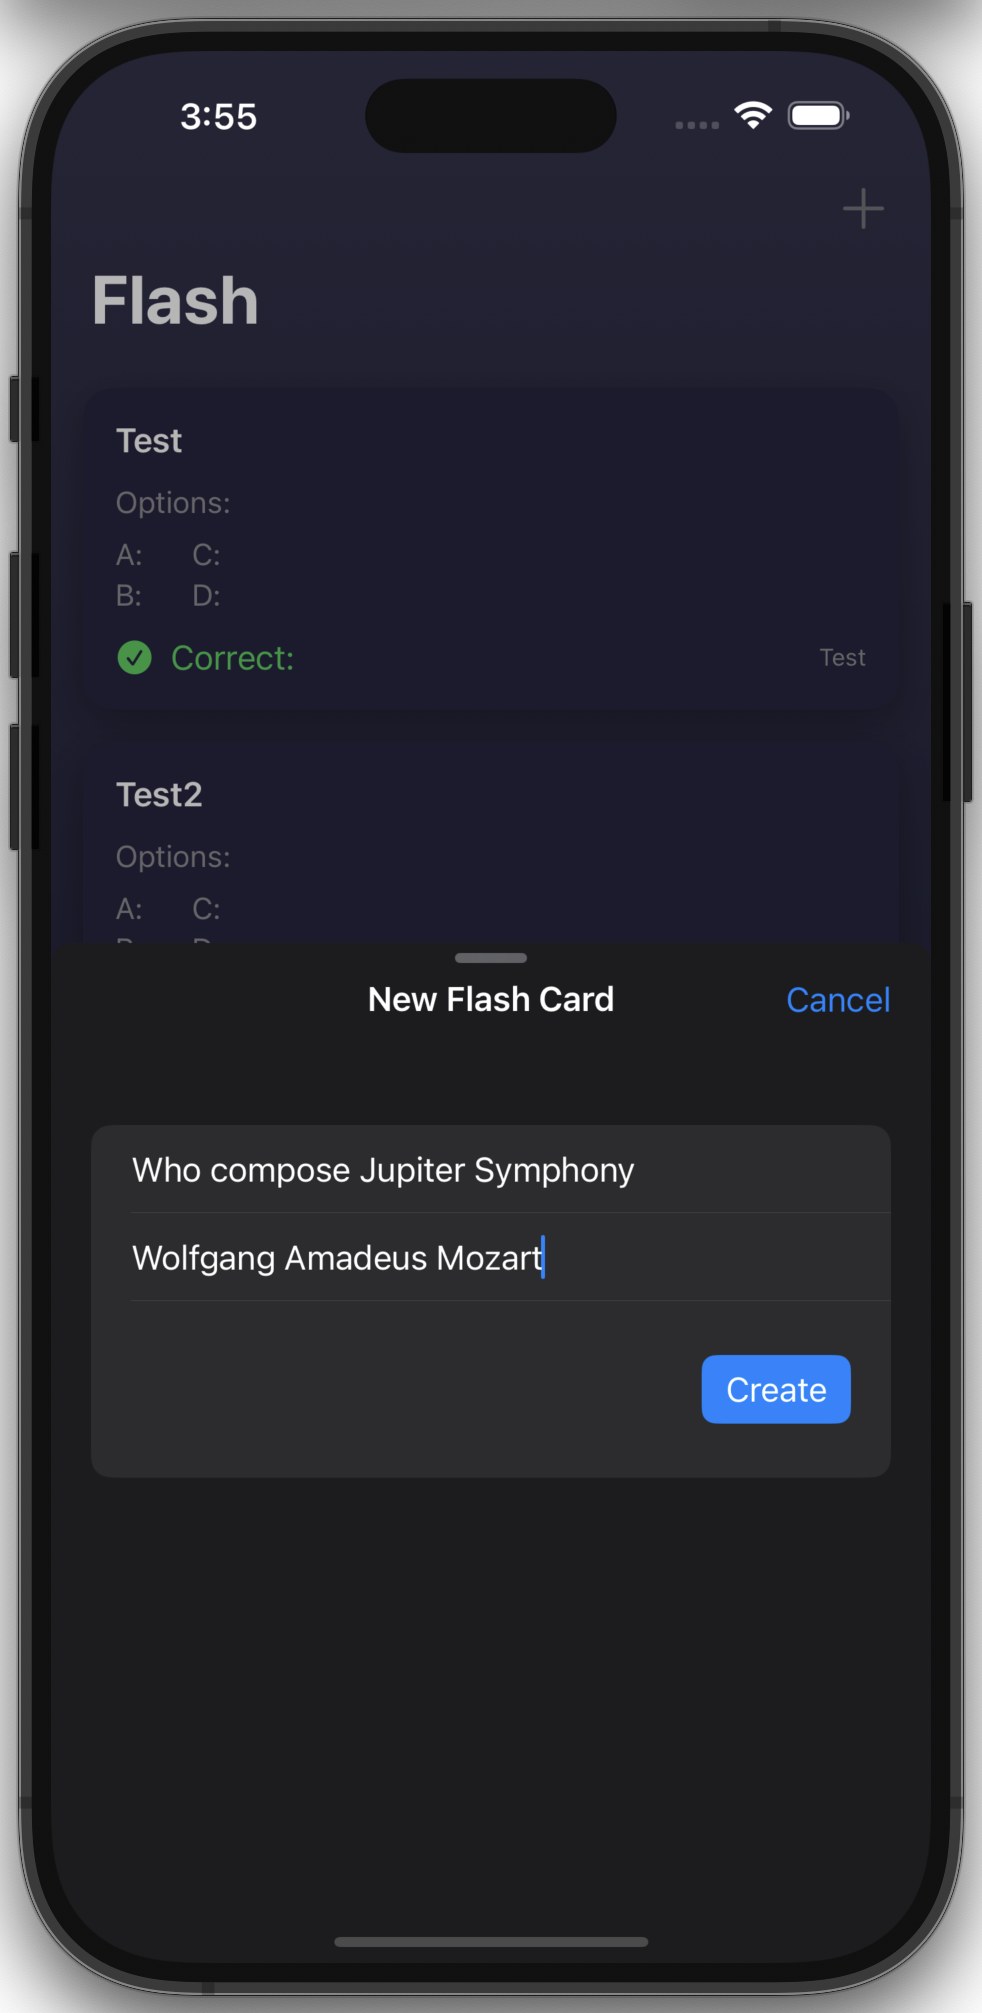 3:55
Flash
Test
Options:
A: C:
B: D:
Correct: Test
Test2
Options:
A: C:
New Flash Card Cancel
Who compose Jupiter Symphony
Wolfgang Amadeus Mozart
Create